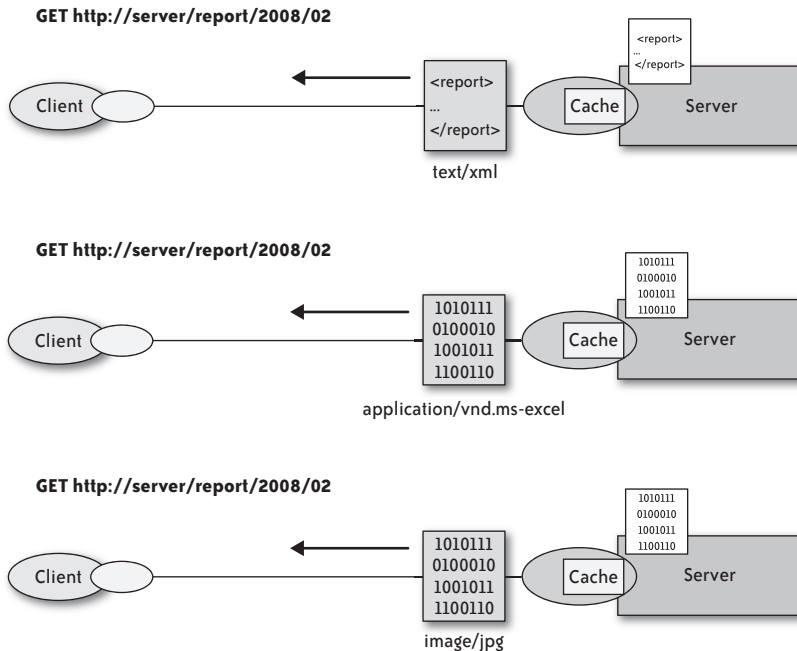 GET http://server/report/2008/02
<report>
...
</report>
Client
<report>
...
</report>
Cache
Server
text/xml
GET http://server/report/2008/02
1010111
0100010
1001011
1100110
Client
1010111
0100010
1001011
1100110
Cache
Server
application/vnd.ms-excel
GET http://server/report/2008/02
1010111
0100010
1001011
1100110
Client
1010111
0100010
1001011
1100110
Cache
Server
image/jpg